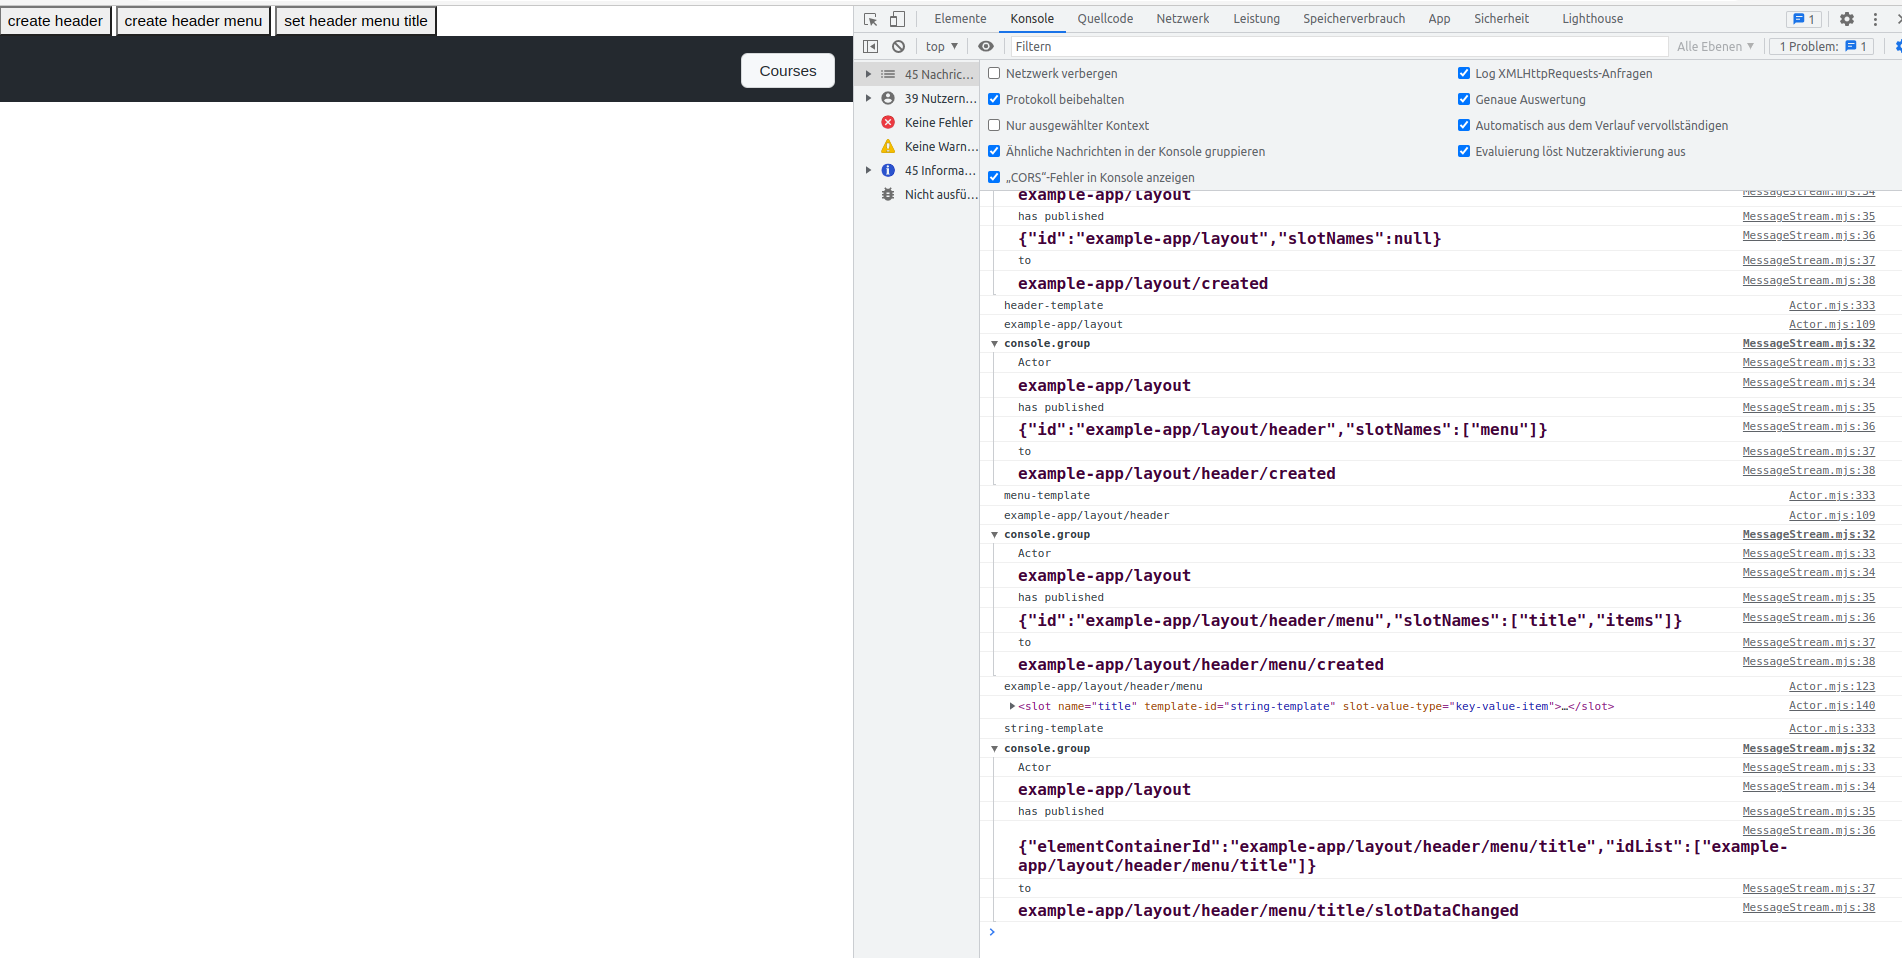 create header create header menu set header menu title
Courses
Elemente Konsole Quellcode Netzwerk Leistung Speicherverbrauch App Sicherheit Lighthouse 1
top Filtern Alle Ebenen 1 Problem: 1
45 Nachric...
39 Nutzern...
Keine Fehler
Keine Warn...
45 Informa...
Nicht ausfü...
Netzwerk verbergen Log XMLHttpRequests-Anfragen
Protokoll beibehalten Genaue Auswertung
Nur ausgewählter Kontext Automatisch aus dem Verlauf vervollständigen
Ähnliche Nachrichten in der Konsole gruppieren Evaluierung löst Nutzeraktivierung aus
„CORS“-Fehler in Konsole anzeigen
example-app/layout MessageStream.mjs:34
has published MessageStream.mjs:35
{"id":"example-app/layout","slotNames":null} MessageStream.mjs:36
to MessageStream.mjs:37
example-app/layout/created MessageStream.mjs:38
header-template Actor.mjs:333
example-app/layout Actor.mjs:109
console.group MessageStream.mjs:32
Actor MessageStream.mjs:33
example-app/layout MessageStream.mjs:34
has published MessageStream.mjs:35
{"id":"example-app/layout/header","slotNames":["menu"]} MessageStream.mjs:36
to MessageStream.mjs:37
example-app/layout/header/created MessageStream.mjs:38
menu-template Actor.mjs:333
example-app/layout/header Actor.mjs:109
console.group MessageStream.mjs:32
Actor MessageStream.mjs:33
example-app/layout MessageStream.mjs:34
has published MessageStream.mjs:35
{"id":"example-app/layout/header/menu","slotNames":["title","items"]} MessageStream.mjs:36
to MessageStream.mjs:37
example-app/layout/header/menu/created MessageStream.mjs:38
example-app/layout/header/menu Actor.mjs:123
<slot name="title" template-id="string-template" slot-value-type="key-value-item">…</slot> Actor.mjs:140
string-template Actor.mjs:333
console.group MessageStream.mjs:32
Actor MessageStream.mjs:33
example-app/layout MessageStream.mjs:34
has published MessageStream.mjs:35
MessageStream.mjs:36
{"elementContainerId":"example-app/layout/header/menu/title","idList":["example-
app/layout/header/menu/title"]}
to MessageStream.mjs:37
example-app/layout/header/menu/title/slotDataChanged MessageStream.mjs:38